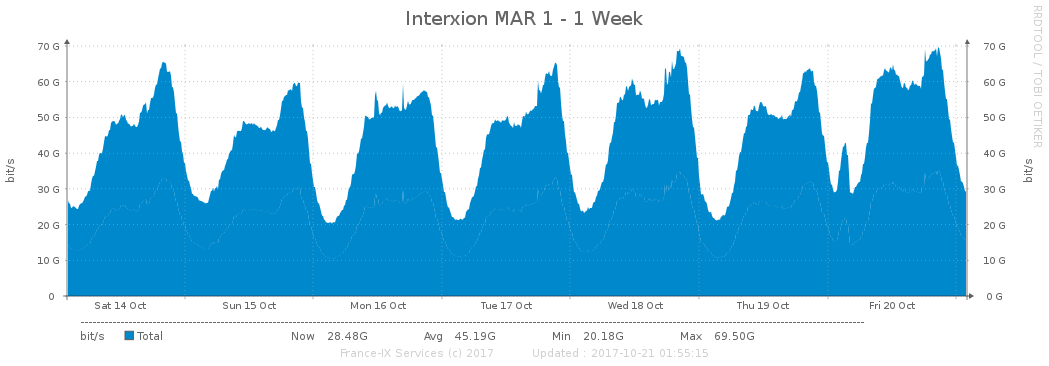 Interxion MAR 1 - 1 Week
RRDTOOL / TOBI OETIKER
bit/s
bit/s
70 G 70 G
60 G 60 G
50 G 50 G
40 G 40 G
30 G 30 G
20 G 20 G
10 G 10 G
0 0 G
Sat 14 Oct Sun 15 Oct Mon 16 Oct Tue 17 Oct Wed 18 Oct Thu 19 Oct Fri 20 Oct
bit/s Total Now 28.48G Avg 45.19G Min 20.18G Max 69.50G
France-IX Services (c) 2017 Updated : 2017-10-21 01:55:15